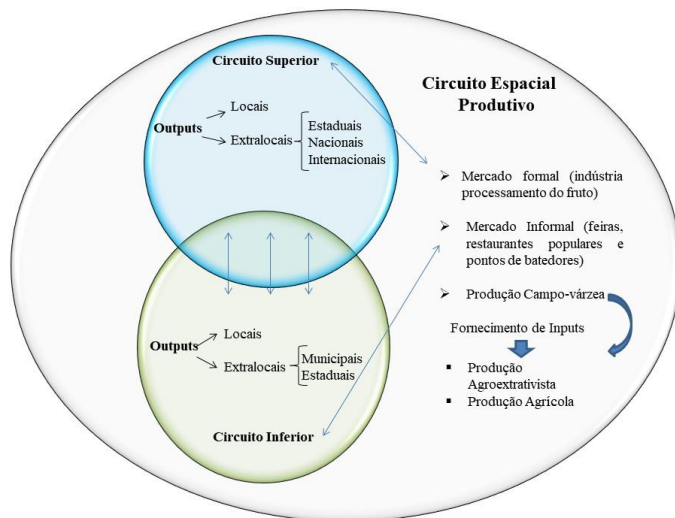 Circuito Superior
Locais
Outputs
Extralocais
Estaduais
Nacionais
Internacionais
Outputs
Locais
Extralocais
Municipais
Estaduais
Circuito Inferior
Circuito Espacial
Produtivo
➢ Mercado formal (indústria
processamento do fruto)
➢ Mercado Informal (feiras,
restaurantes populares e
pontos de batedores)
➢ Produção Campo-várzea
Fornecimento de Inputs
▪ Produção
Agroextrativista
▪ Produção Agrícola